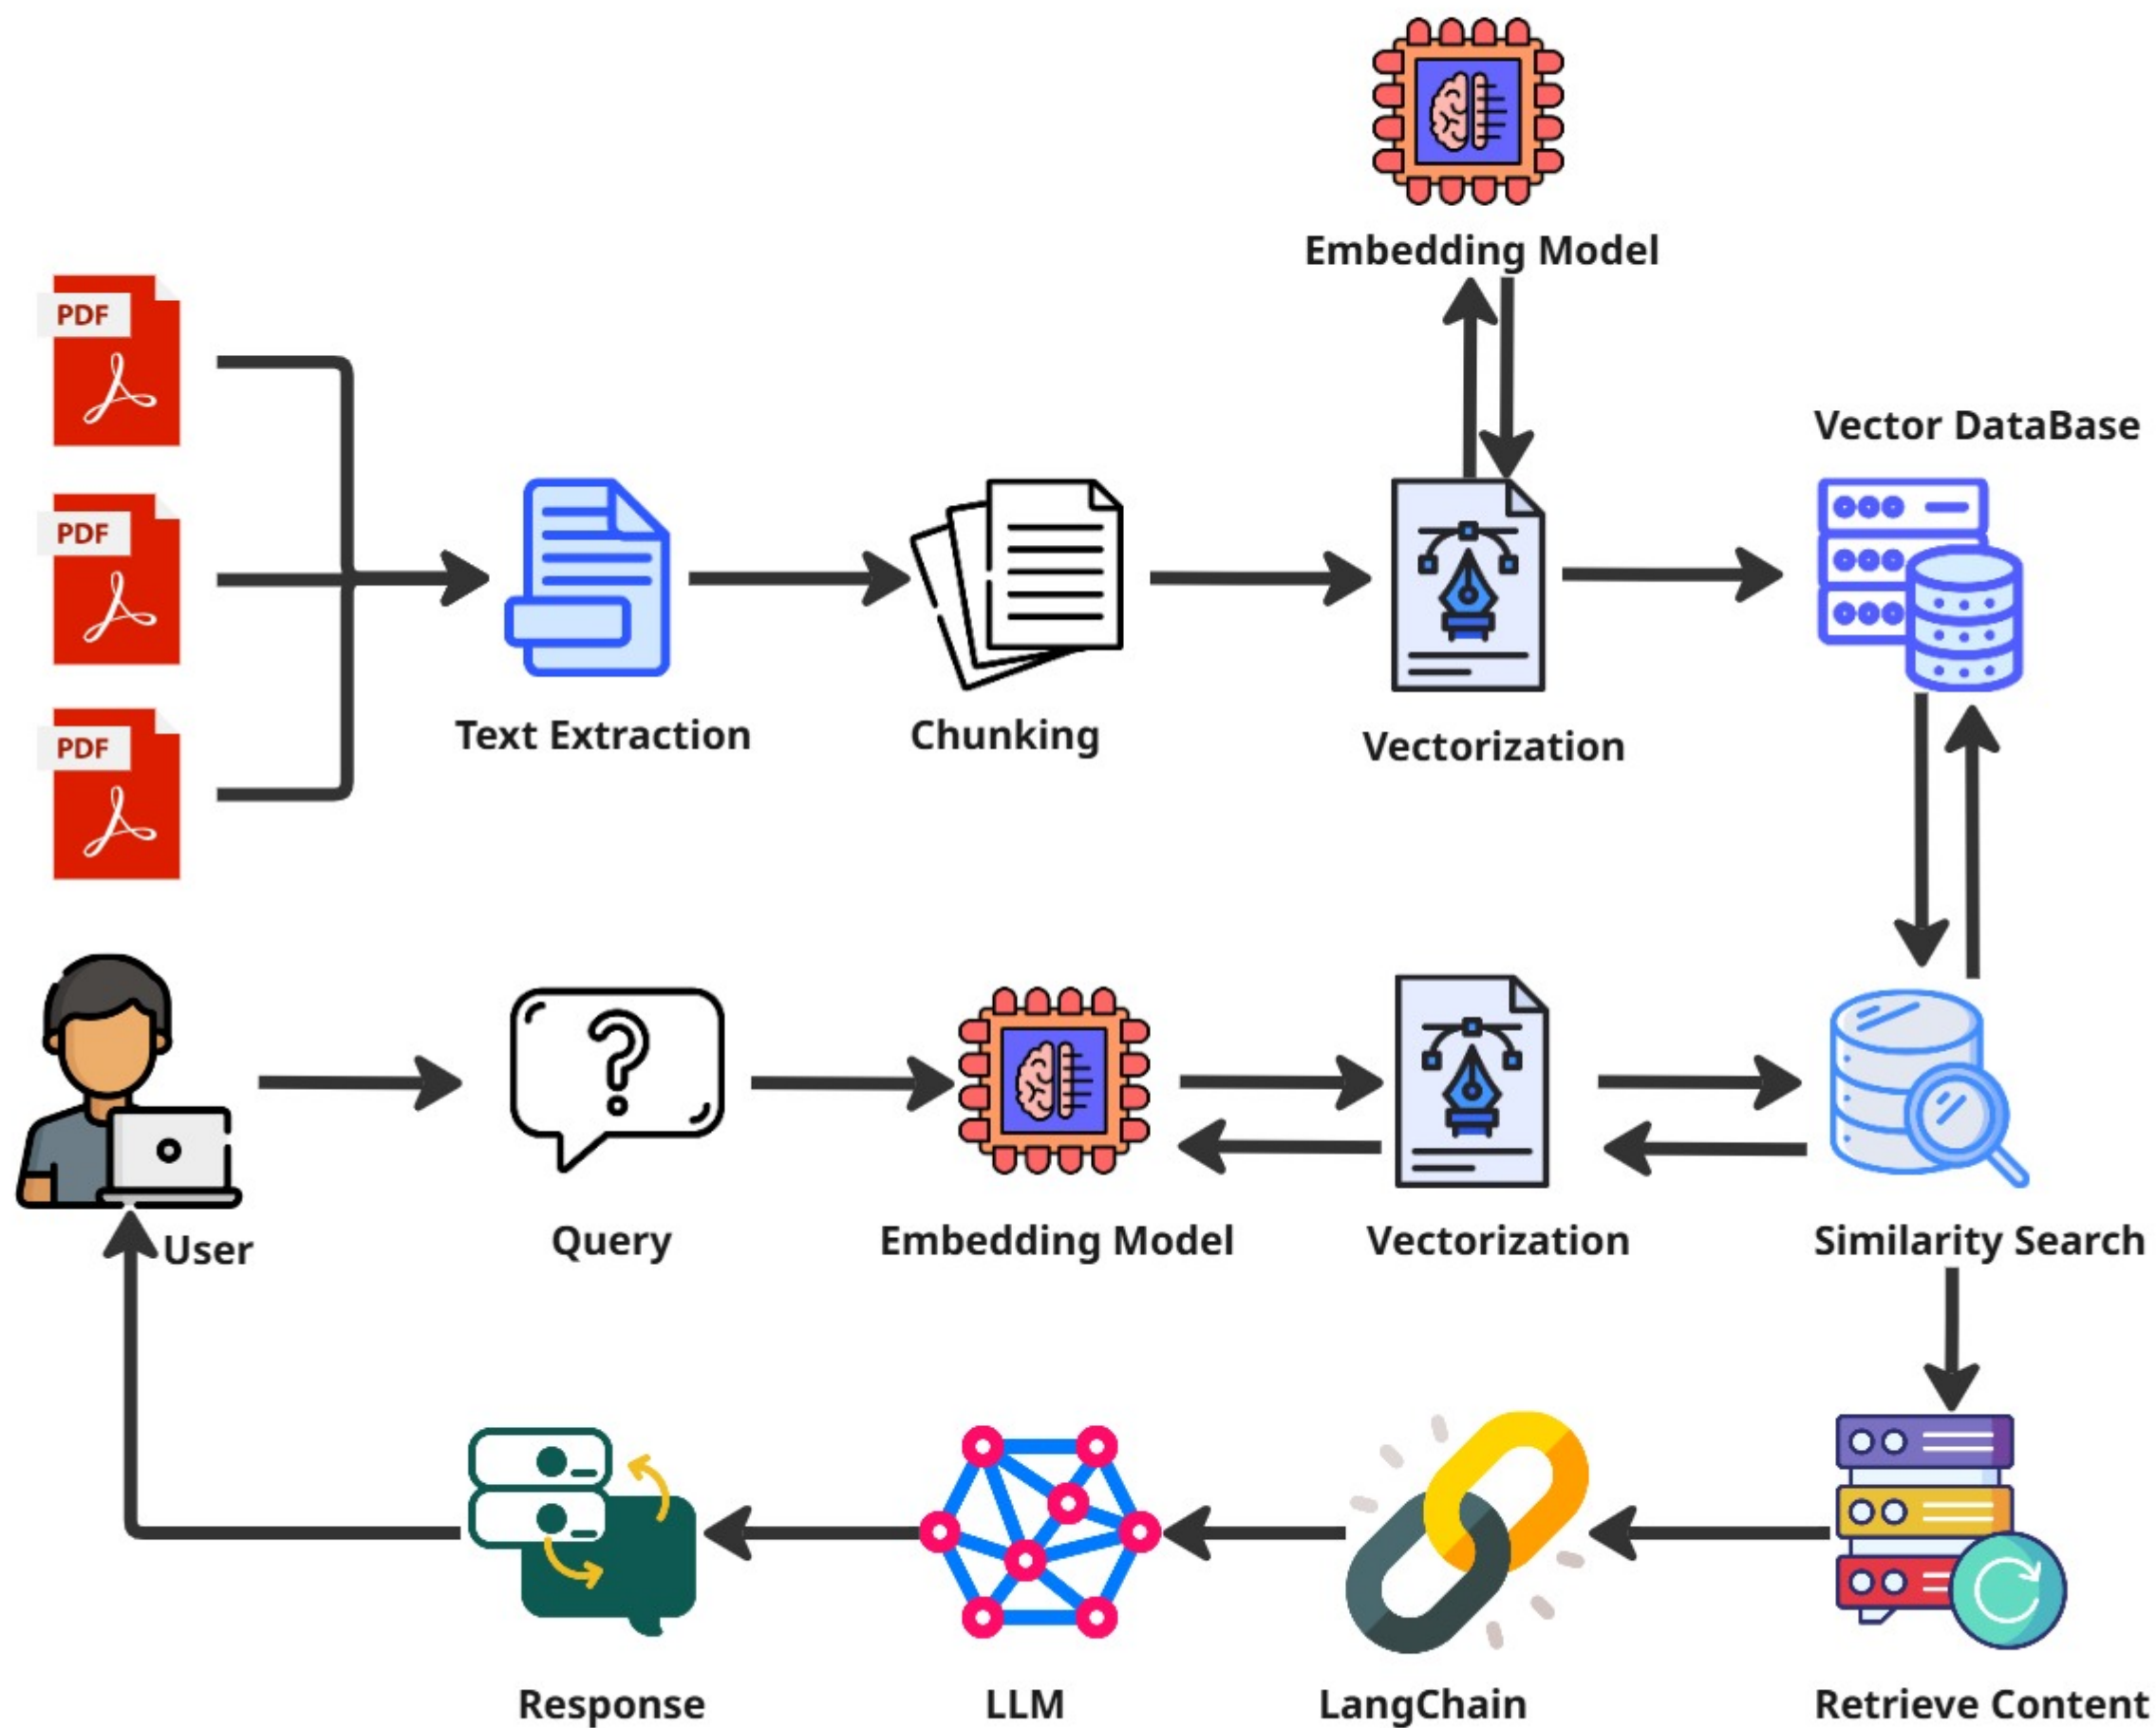 Embedding Model
PDF
Vector DataBase
PDF
Text Extraction
Chunking
Vectorization
PDF
User
Query
Embedding Model
Vectorization
Similarity Search
Response
LLM
LangChain
Retrieve Content